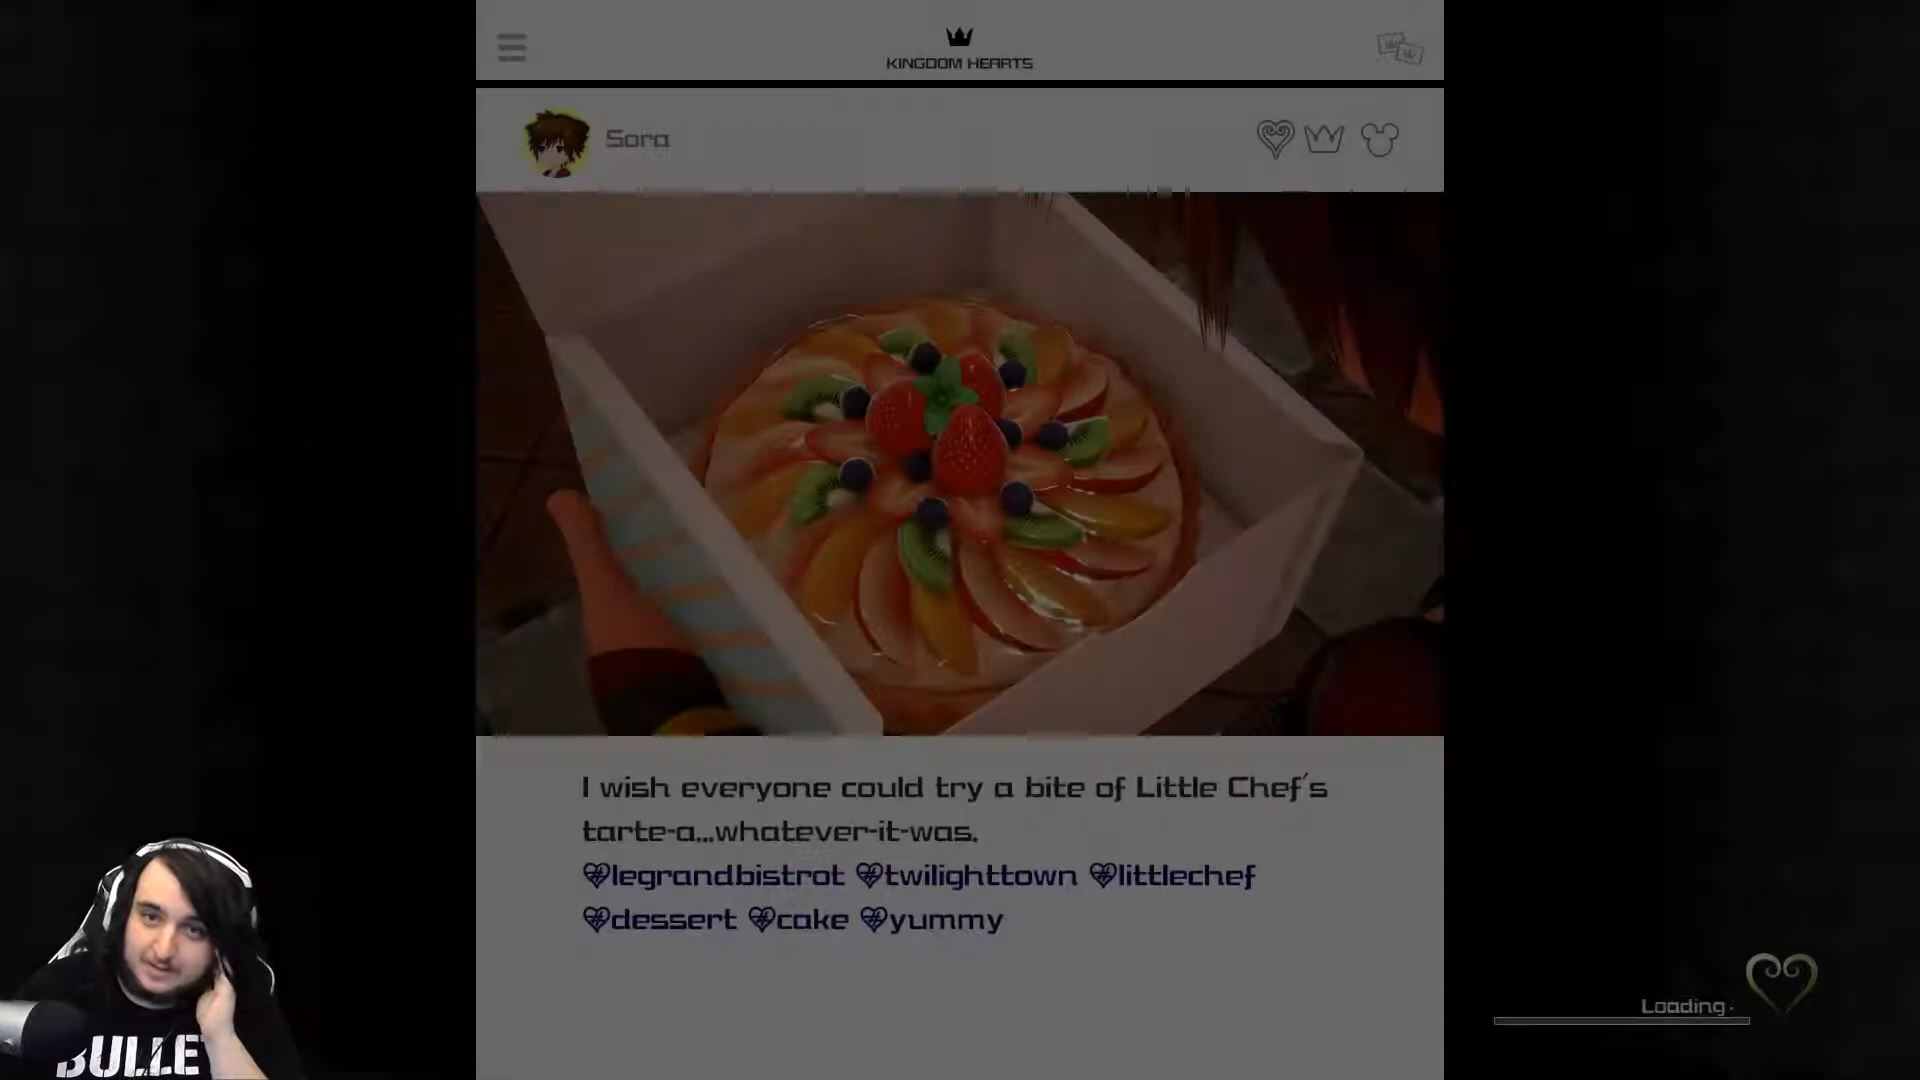 KINGDOM HEARTS
Sora
I wish everyone could try a bite of Little Chef's
tarte-a...whatever-it-was.
#legrandbistrot #twilighttown #littlechef
#dessert #cake #yummy
Loading.
BULLE